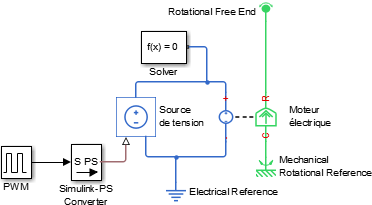 Rotational Free End
f(x) = 0
Solver
R
+
Source
de tension
Moteur
électrique
-
C
S PS
PWM
Simulink-PS
Converter
Mechanical
Rotational Reference
Electrical Reference